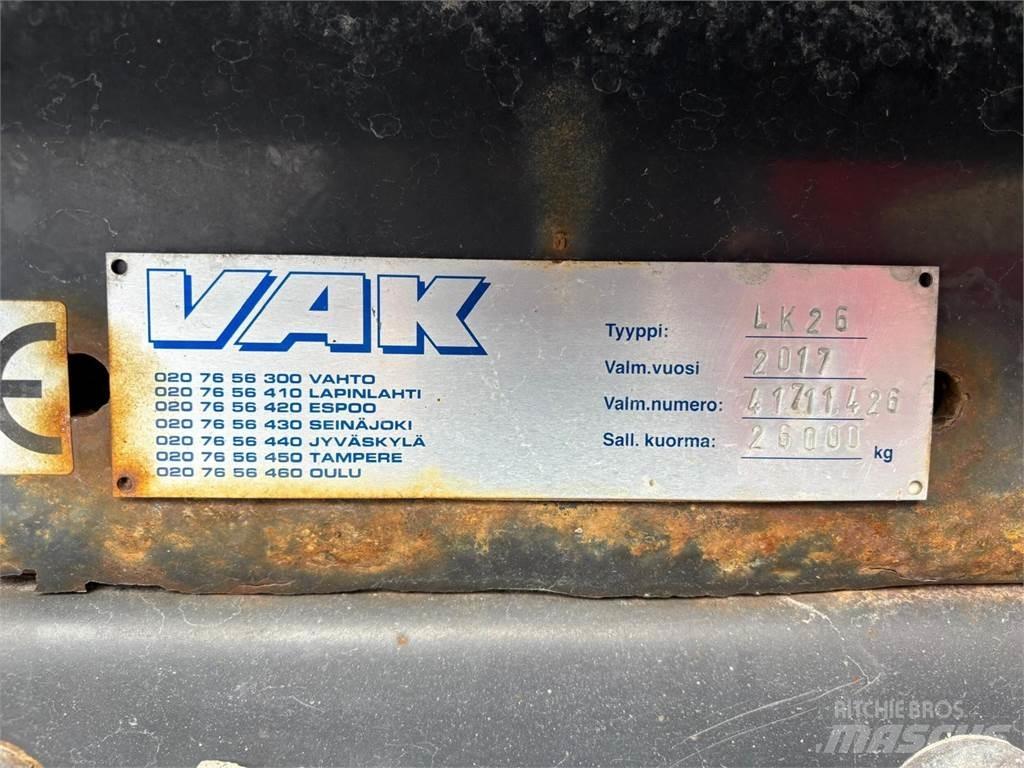 VAK
020 76 56 300 VAHTO
020 76 56 410 LAPINLAHTI
020 76 56 420 ESPOO
020 76 56 430 SEINÄJOKI
020 76 56 440 JYVÄSKYLÄ
020 76 56 450 TAMPERE
020 76 56 460 OULU
Tyyppi: LK26
Valm.vuosi 2017
Valm.numero: 41711426
Sall. kuorma: 26000 kg
CE
RITCHIE BROS.
MASCUS